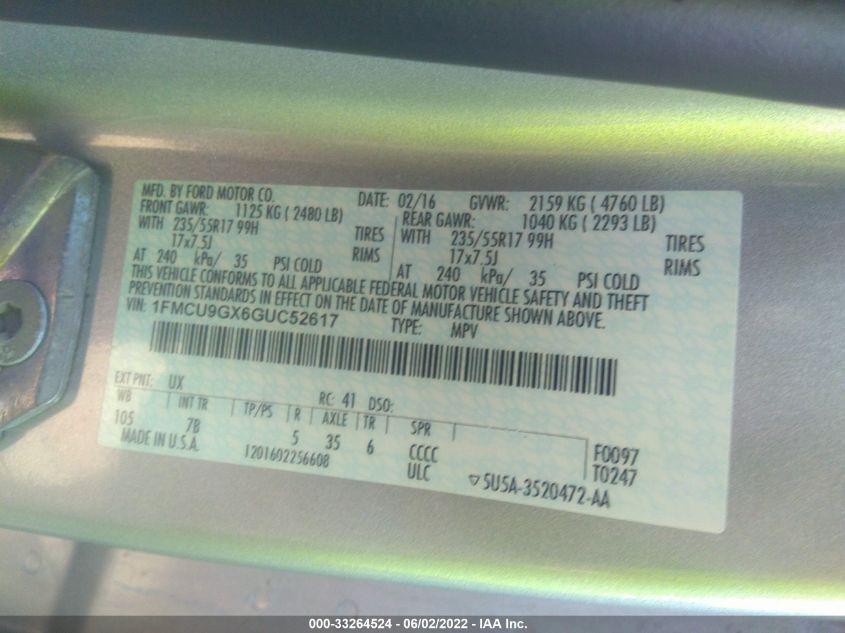 MFD. BY FORD MOTOR CO. DATE: 02/16 GVWR: 2159 KG ( 4760 LB)
FRONT GAWR: 1125 KG ( 2480 LB) REAR GAWR: 1040 KG ( 2293 LB)
WITH 235/55R17 99H TIRES WITH 235/55R17 99H TIRES
17x7.5J RIMS 17x7.5J RIMS
AT 240 kPa/ 35 PSI COLD AT 240 kPa/ 35 PSI COLD
THIS VEHICLE CONFORMS TO ALL APPLICABLE FEDERAL MOTOR VEHICLE SAFETY AND THEFT
PREVENTION STANDARDS IN EFFECT ON THE DATE OF MANUFACTURE SHOWN ABOVE.
VIN: 1FMCU9GX6GUC52617 TYPE: MPV
EXT PNT: UX RC: 41 DSO:
WB INT TR TP/PS R AXLE TR SPR
105 7B 5 35 6 CCCC F0097
MADE IN U.S.A. 1201602256608 ULC T0247
▽5U5A-3520472-AA
000-33264524 - 06/02/2022 - IAA Inc.